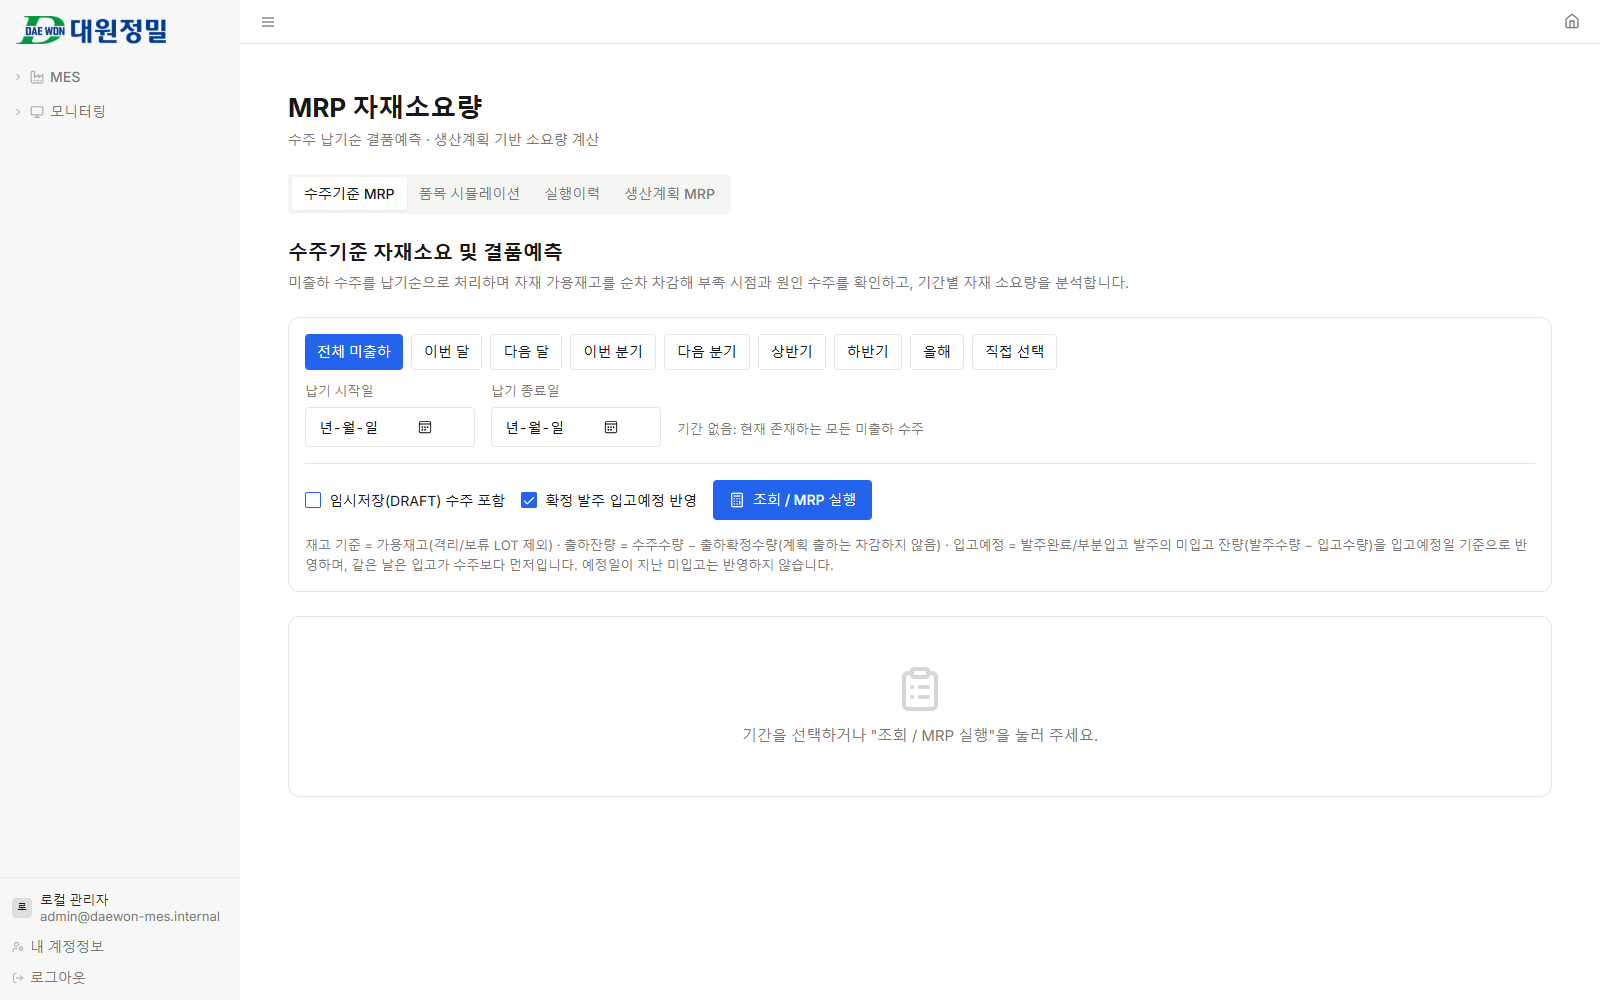 DAE WON 대원정밀
MES
모니터링
MRP 자재소요량
수주 납기순 결품예측 · 생산계획 기반 소요량 계산
수주기준 MRP 품목 시뮬레이션 실행이력 생산계획 MRP
수주기준 자재소요 및 결품예측
미출하 수주를 납기순으로 처리하며 자재 가용재고를 순차 차감해 부족 시점과 원인 수주를 확인하고, 기간별 자재 소요량을 분석합니다.
전체 미출하 이번 달 다음 달 이번 분기 다음 분기 상반기 하반기 올해 직접 선택
납기 시작일 납기 종료일
년-월-일 년-월-일 기간 없음: 현재 존재하는 모든 미출하 수주
임시저장(DRAFT) 수주 포함 확정 발주 입고예정 반영 조회 / MRP 실행
재고 기준 = 가용재고(격리/보류 LOT 제외) · 출하잔량 = 수주수량 − 출하확정수량(계획 출하는 차감하지 않음) · 입고예정 = 발주완료/부분입고 발주의 미입고 잔량(발주수량 − 입고수량)을 입고예정일 기준으로 반
영하며, 같은 날은 입고가 수주보다 먼저입니다. 예정일이 지난 미입고는 반영하지 않습니다.
기간을 선택하거나 "조회 / MRP 실행"을 눌러 주세요.
로 로컬 관리자
admin@daewon-mes.internal
내 계정정보
로그아웃